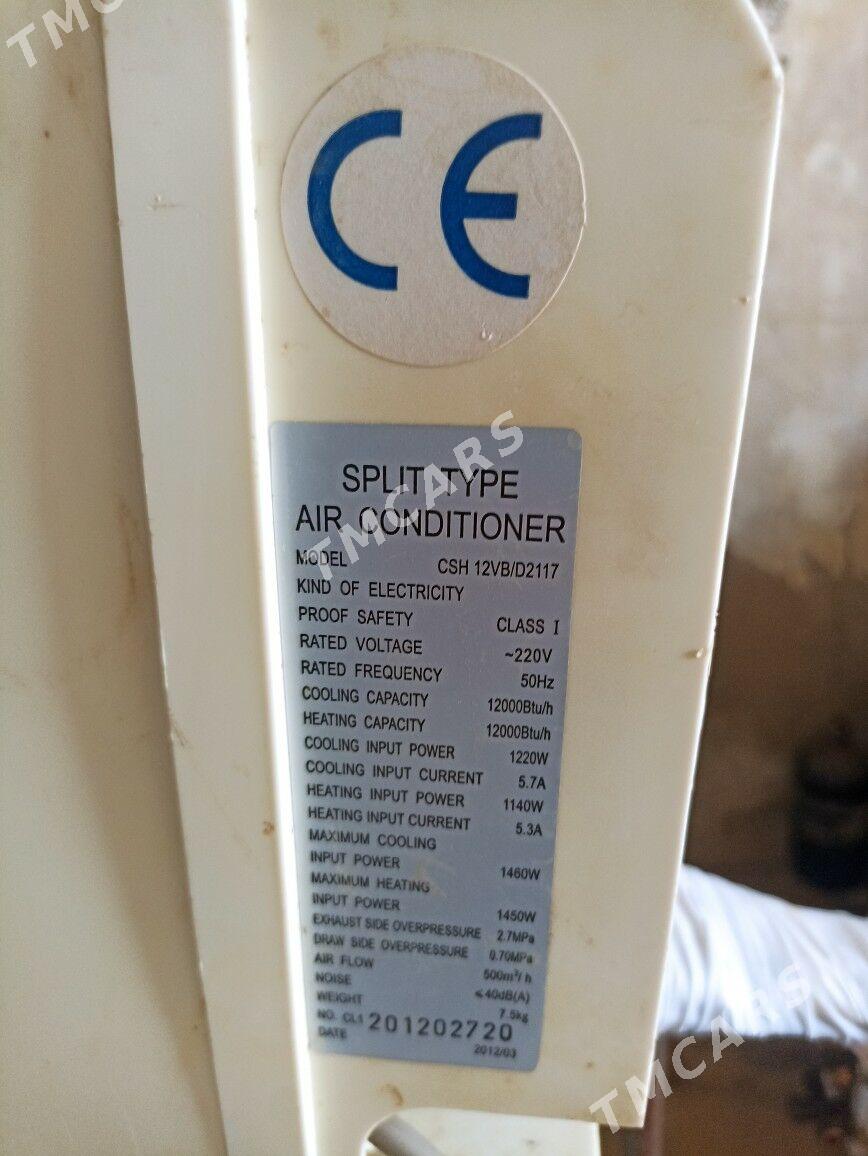 TMCARS
CE
SPLIT TYPE
AIR CONDITIONER
TMCARS
MODEL CSH 12VB/D2117
KIND OF ELECTRICITY
PROOF SAFETY CLASS I
RATED VOLTAGE ~220V
RATED FREQUENCY 50Hz
COOLING CAPACITY 12000Btu/h
HEATING CAPACITY 12000Btu/h
COOLING INPUT POWER 1220W
COOLING INPUT CURRENT 5.7A
HEATING INPUT POWER 1140W
HEATING INPUT CURRENT 5.3A
MAXIMUM COOLING
INPUT POWER 1460W
MAXIMUM HEATING
INPUT POWER 1450W
EXHAUST SIDE OVERPRESSURE 2.7MPa
DRAW SIDE OVERPRESSURE 0.70MPa
AIR FLOW 500m³/h
NOISE ≤40dB(A)
WEIGHT 7.5kg
NO. CL1 201202720
DATE 2012/03
TMCARS